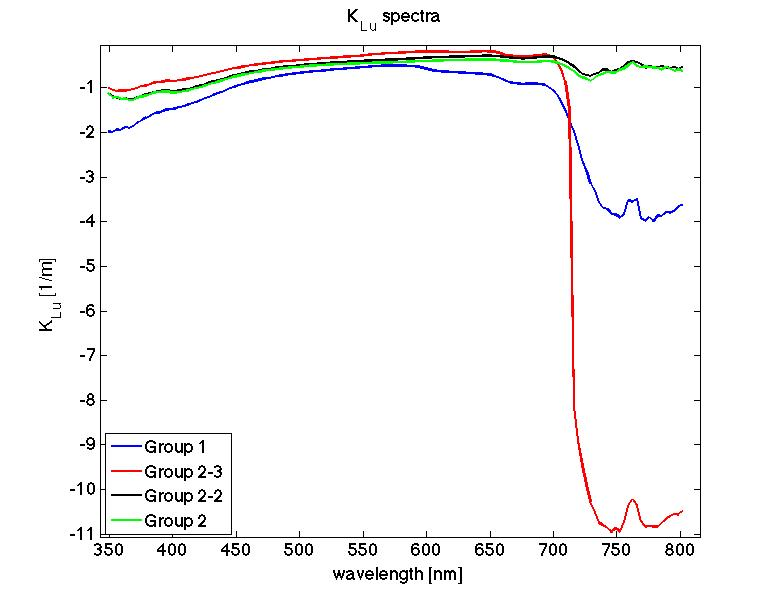 K_Lu spectra
-1
-2
-3
-4
-5
-6
-7
-8
-9
-10
-11
K_Lu [1/m]
Group 1
Group 2-3
Group 2-2
Group 2
350 400 450 500 550 600 650 700 750 800
wavelength [nm]